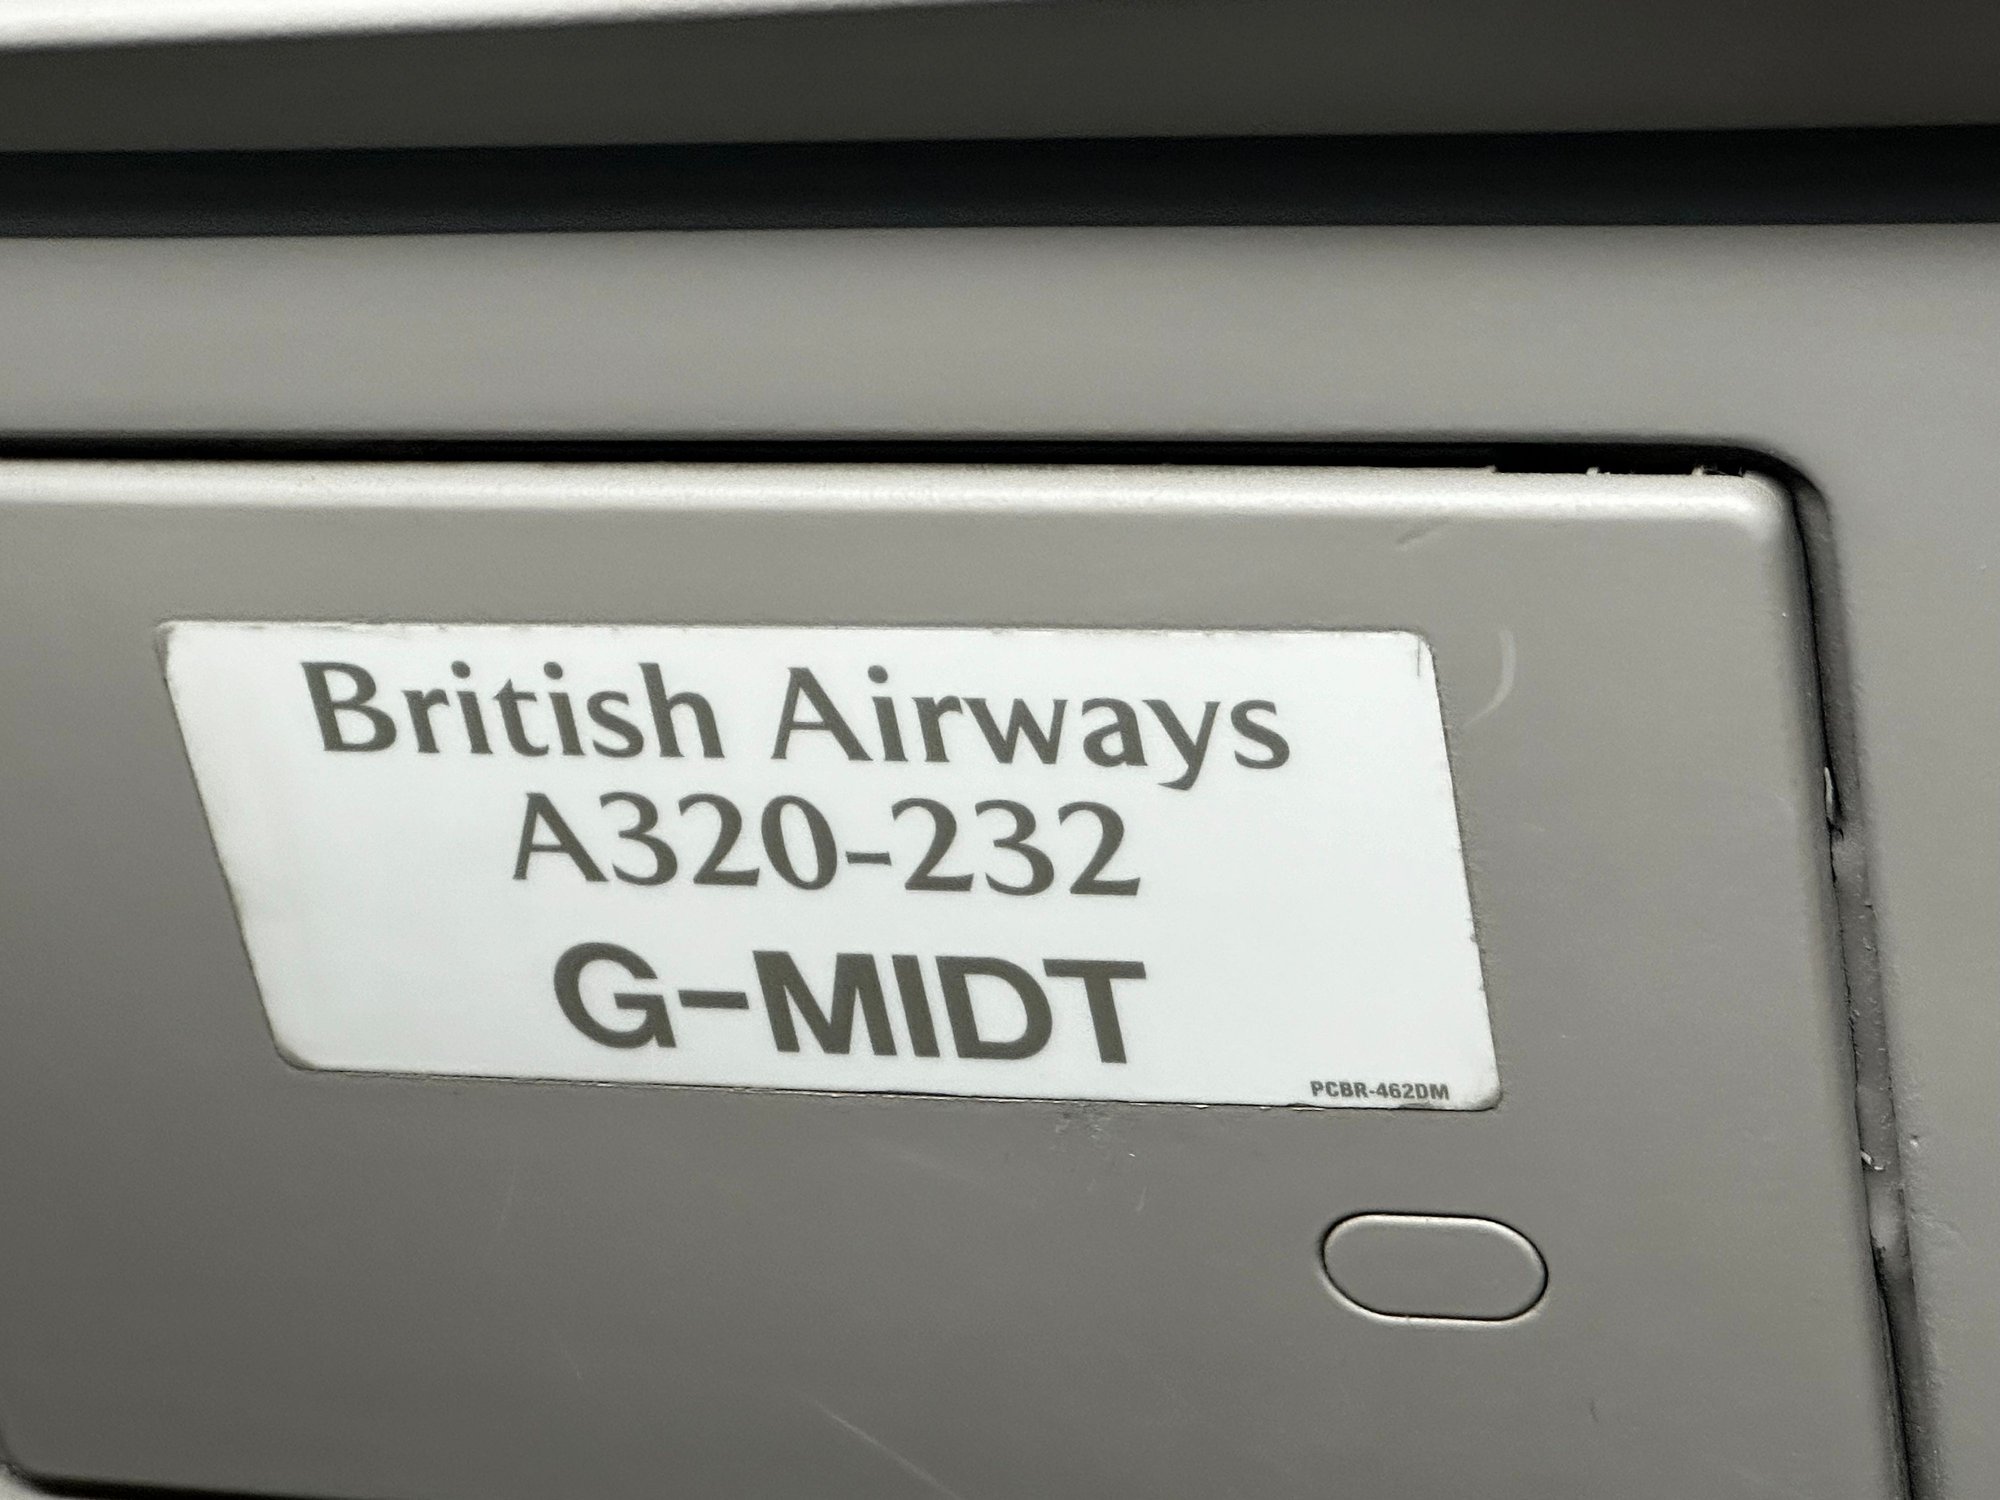 British Airways
A320-232
G-MIDT
PCBR-462DM